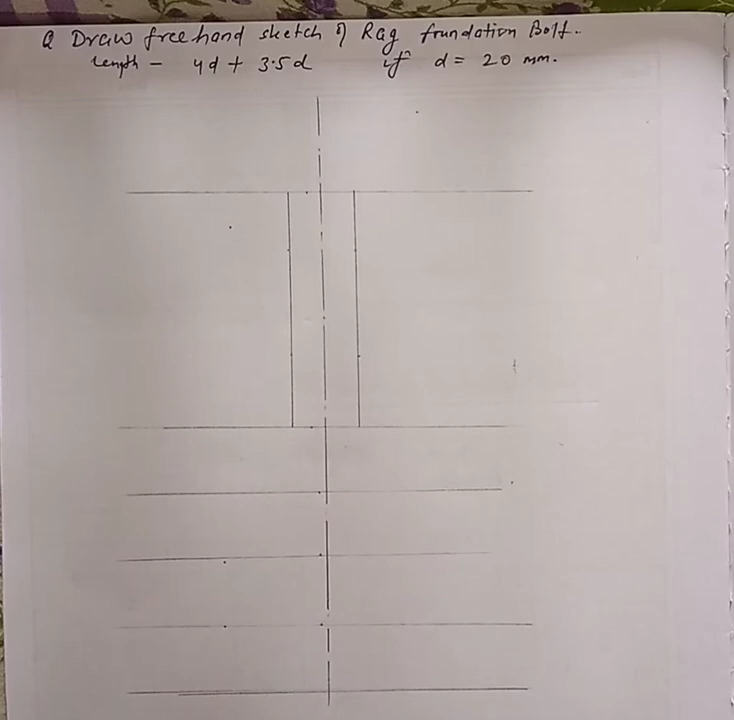 Q Draw free hand sketch of Rag foundation Bolt.
Length - 4d + 3.5d if d = 20 mm.